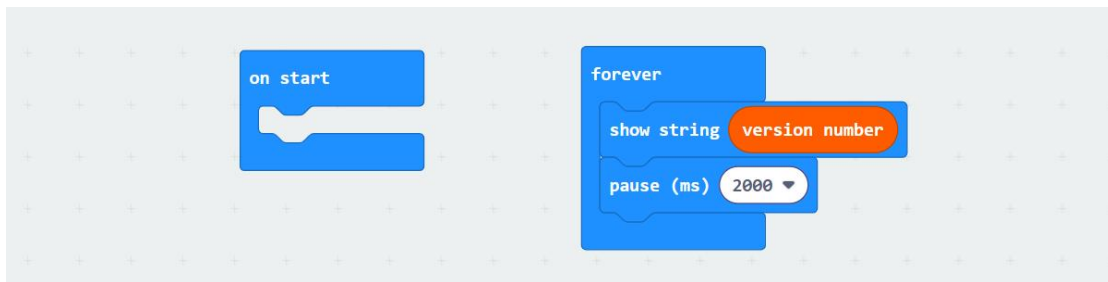 on start
forever
show string version number
pause (ms) 2000